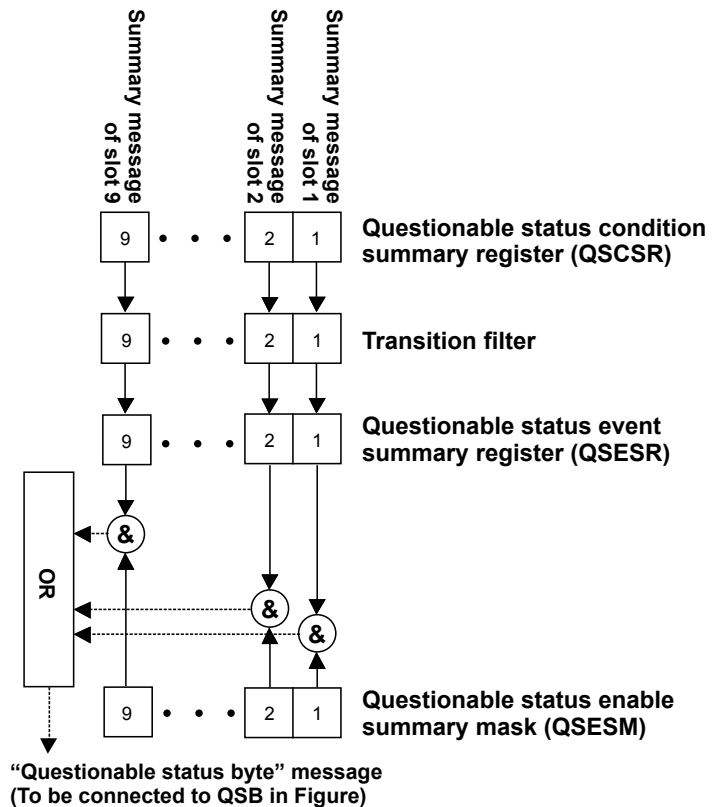 Summary message
of slot 9
Summary message
of slot 2
Summary message
of slot 1
9 • • • 2 1
Questionable status condition
summary register (QSCSR)
9 • • • 2 1
Transition filter
9 • • • 2 1
Questionable status event
summary register (QSESR)
&
OR
&
&
9 • • • 2 1
Questionable status enable
summary mask (QSESM)
“Questionable status byte” message
(To be connected to QSB in Figure)